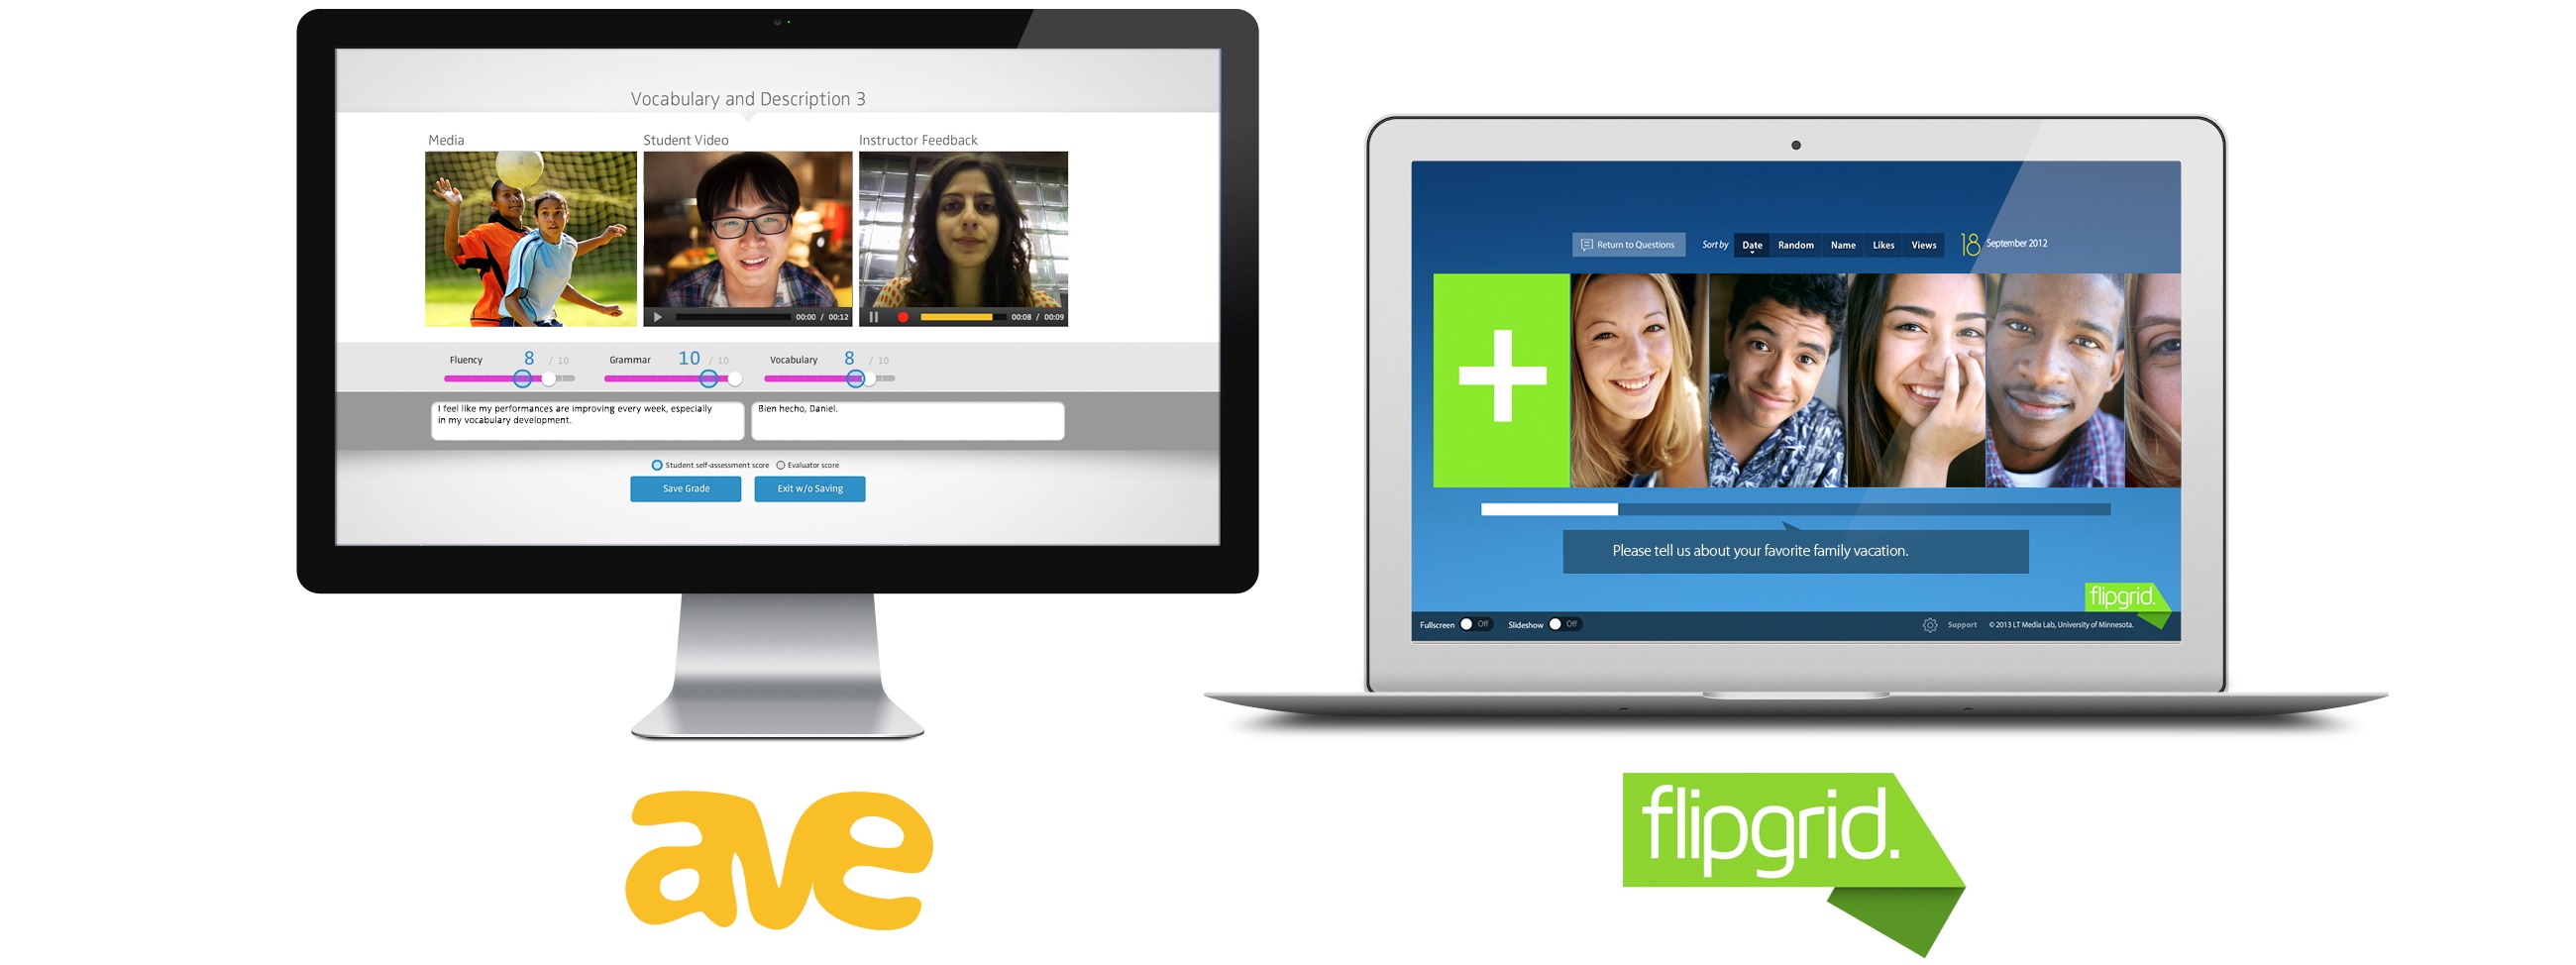 Vocabulary and Description 3
Media
Student Video
Instructor Feedback
00:00 / 00:12
00:08 / 00:09
Fluency 8 / 10
Grammar 10 / 10
Vocabulary 8 / 10
I feel like my performances are improving every week, especially
in my vocabulary development.
Bien hecho, Daniel.
Student self-assessment score
Evaluator score
Save Grade
Exit w/o Saving
ave
Return to Questions
Sort by
Date
Random
Name
Likes
Views
18 September 2012
Please tell us about your favorite family vacation.
flipgrid.
Fullscreen Off
Slideshow Off
Support
© 2013 LT Media Lab, University of Minnesota.
flipgrid.